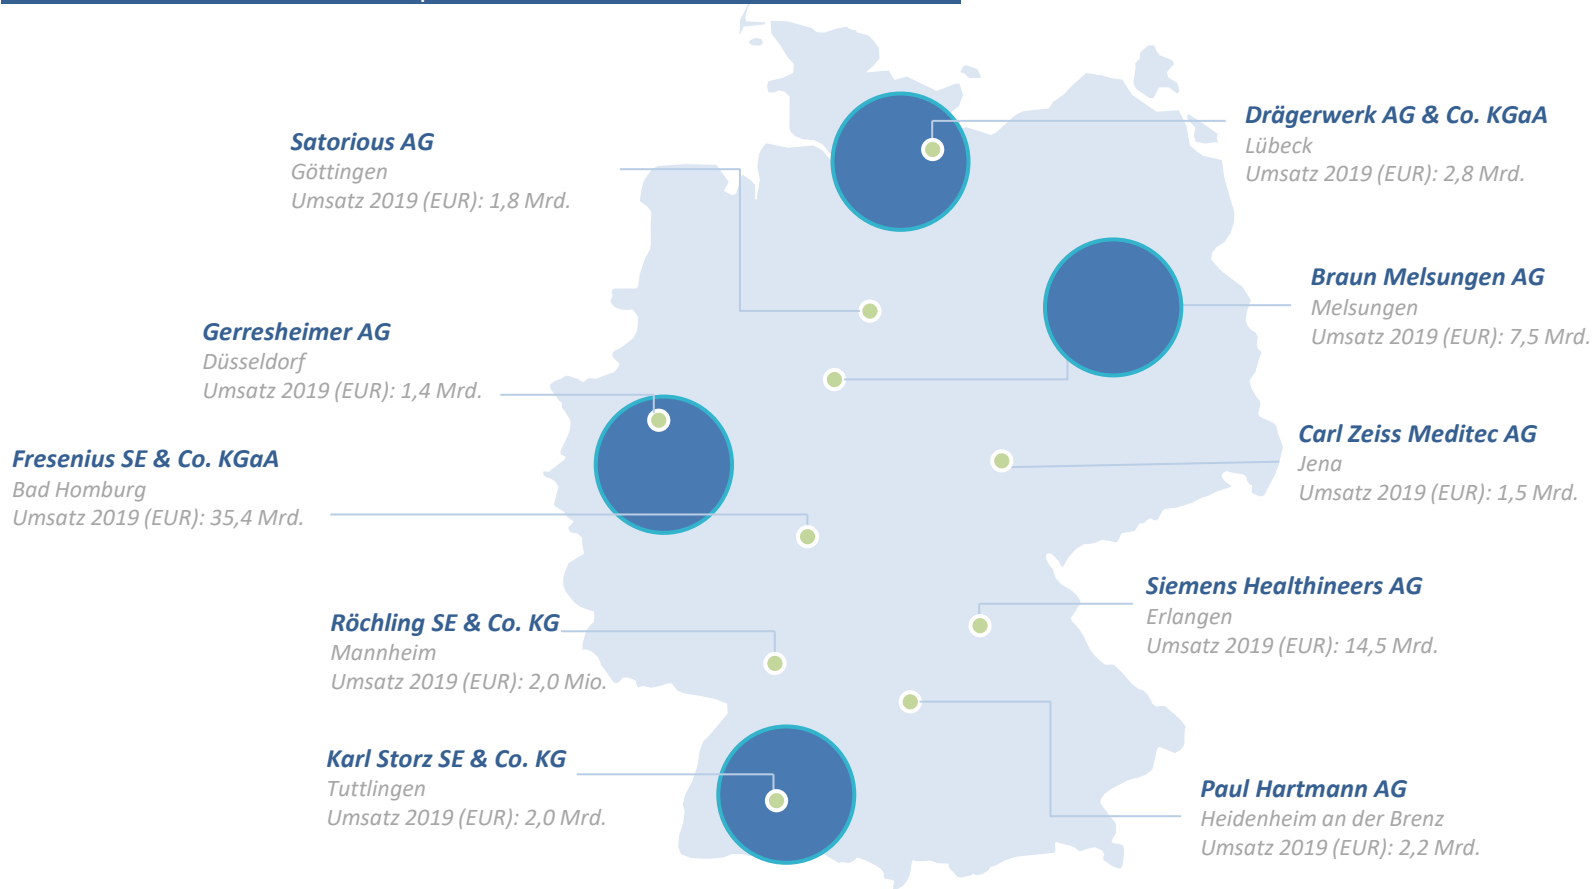 Satorious AG
Göttingen
Umsatz 2019 (EUR): 1,8 Mrd.
Drägerwerk AG & Co. KGaA
Lübeck
Umsatz 2019 (EUR): 2,8 Mrd.
Braun Melsungen AG
Melsungen
Umsatz 2019 (EUR): 7,5 Mrd.
Gerresheimer AG
Düsseldorf
Umsatz 2019 (EUR): 1,4 Mrd.
Carl Zeiss Meditec AG
Jena
Umsatz 2019 (EUR): 1,5 Mrd.
Fresenius SE & Co. KGaA
Bad Homburg
Umsatz 2019 (EUR): 35,4 Mrd.
Siemens Healthineers AG
Erlangen
Umsatz 2019 (EUR): 14,5 Mrd.
Röchling SE & Co. KG
Mannheim
Umsatz 2019 (EUR): 2,0 Mio.
Karl Storz SE & Co. KG
Tuttlingen
Umsatz 2019 (EUR): 2,0 Mrd.
Paul Hartmann AG
Heidenheim an der Brenz
Umsatz 2019 (EUR): 2,2 Mrd.